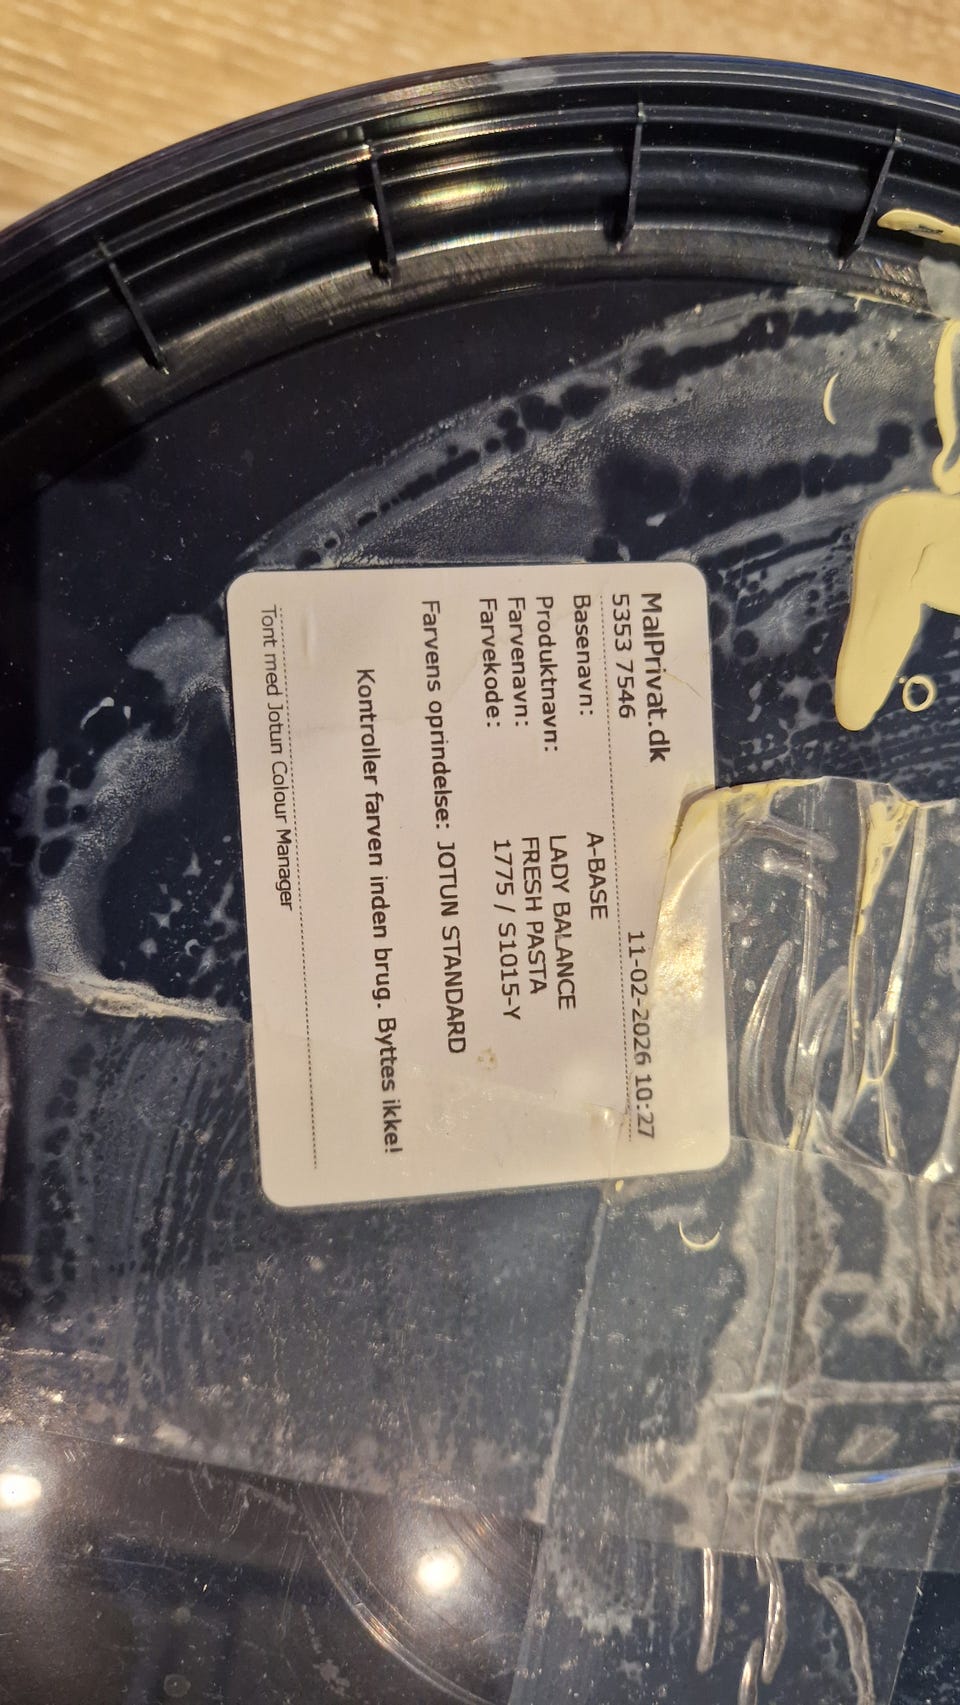 MalPrivat.dk
5353 7546 11-02-2026 10:27
Basenavn: A-BASE
Produktnavn: LADY BALANCE
Farvenavn: FRESH PASTA
Farvekode: 1775 / S1015-Y
Farvens oprindelse: JOTUN STANDARD
Kontroller farven inden brug. Byttes ikke!
Tont med Jotun Colour Manager